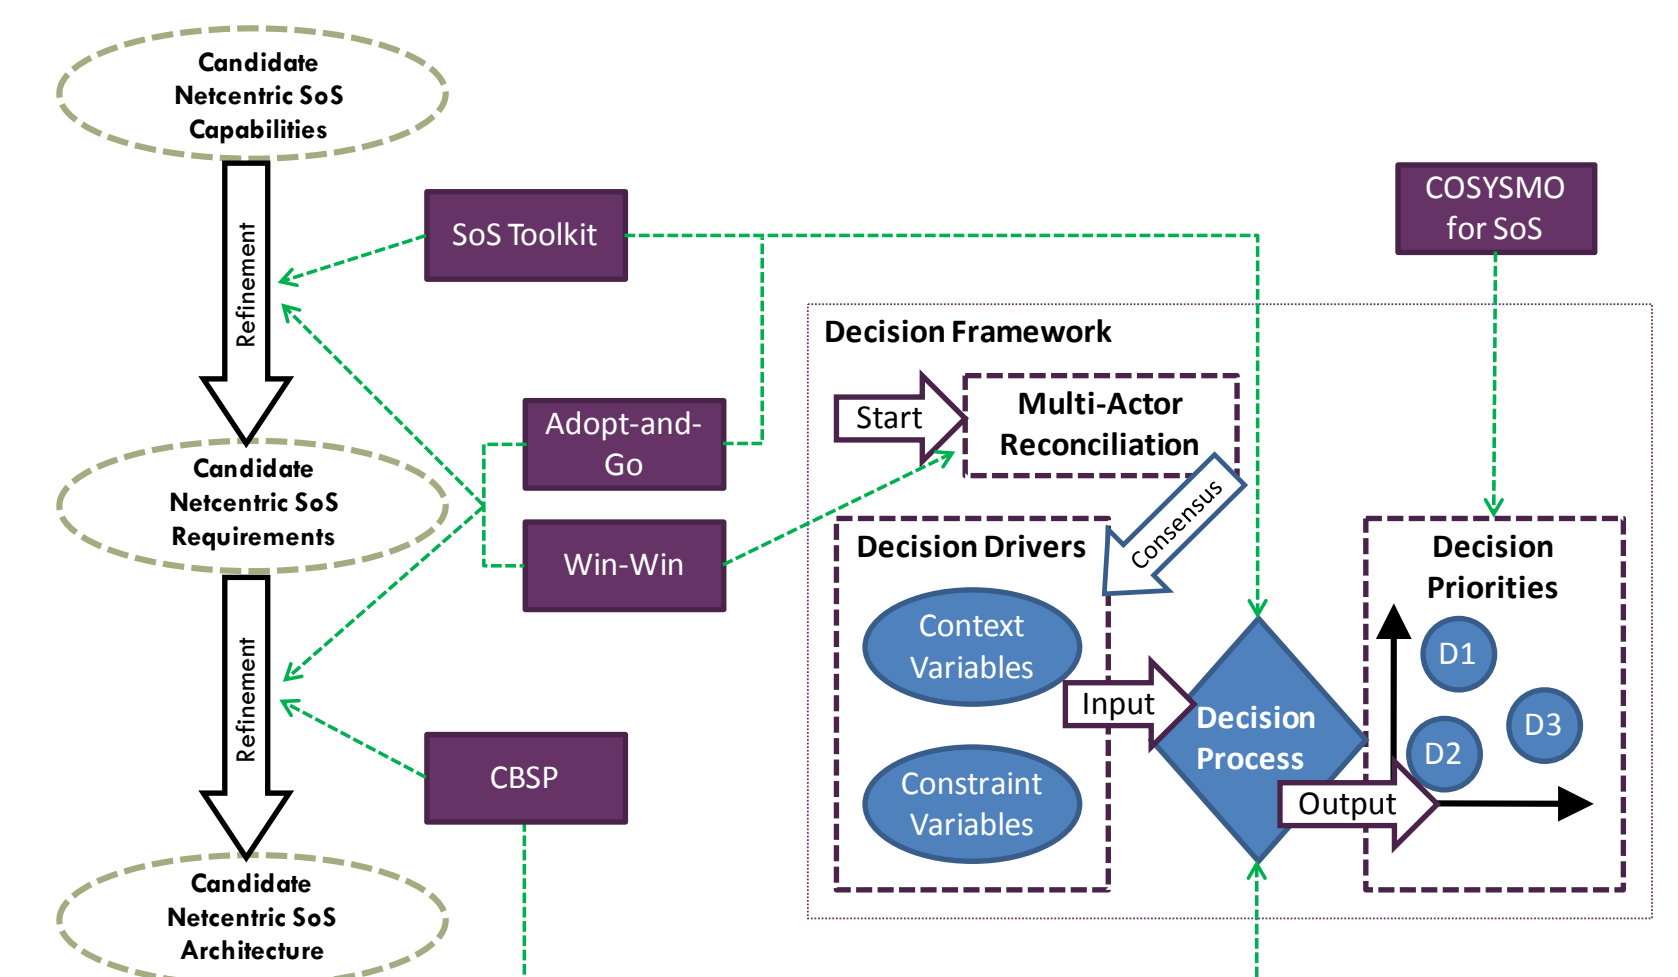 Candidate
Netcentric SoS
Capabilities
Refinement
SoS Toolkit
COSYSMO
for SoS
Decision Framework
Start
Multi-Actor
Reconciliation
Adopt-and-
Go
Candidate
Netcentric SoS
Requirements
Win-Win
Consensus
Decision Drivers
Context
Variables
Constraint
Variables
Input
Decision
Process
Output
Decision
Priorities
D1
D2
D3
Refinement
CBSP
Candidate
Netcentric SoS
Architecture